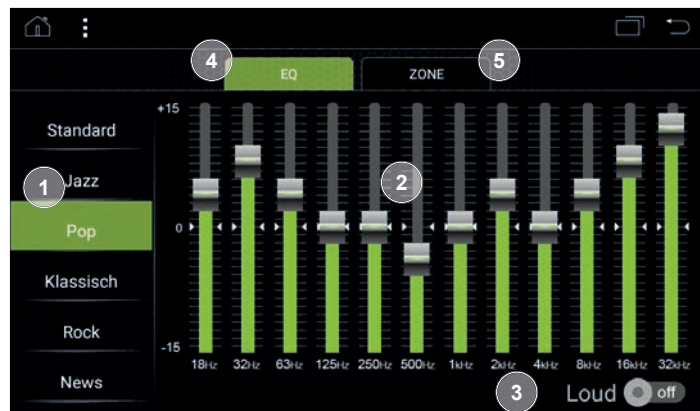 4
5
EQ
ZONE
+15
Standard
2
1
Jazz
Pop
0
Klassisch
Rock
-15
18Hz 32Hz 63Hz 125Hz 250Hz 500Hz 1kHz 2kHz 4kHz 8kHz 16kHz 32kHz
News
3
Loud off